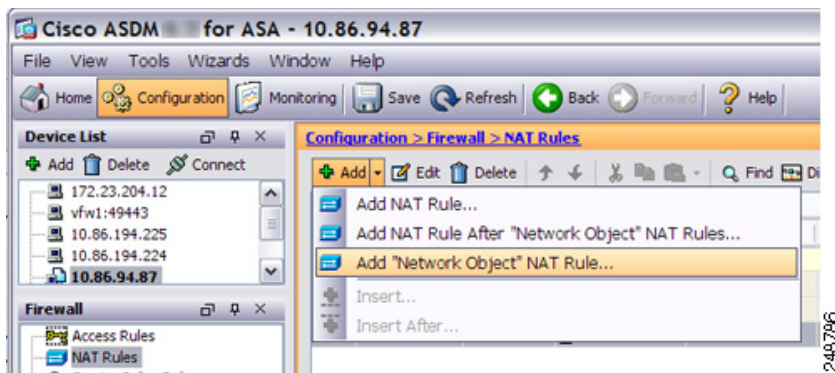 Cisco ASDM for ASA - 10.86.94.87
File View Tools Wizards Window Help
Home Configuration Monitoring Save Refresh Back Forward Help
Device List
Add Delete Connect
172.23.204.12
vfw1:49443
10.86.194.225
10.86.194.224
10.86.94.87
Firewall
Access Rules
NAT Rules
Configuration > Firewall > NAT Rules
Add Edit Delete Find Di
Add NAT Rule...
Add NAT Rule After "Network Object" NAT Rules...
Add "Network Object" NAT Rule...
Insert...
Insert After...
248786